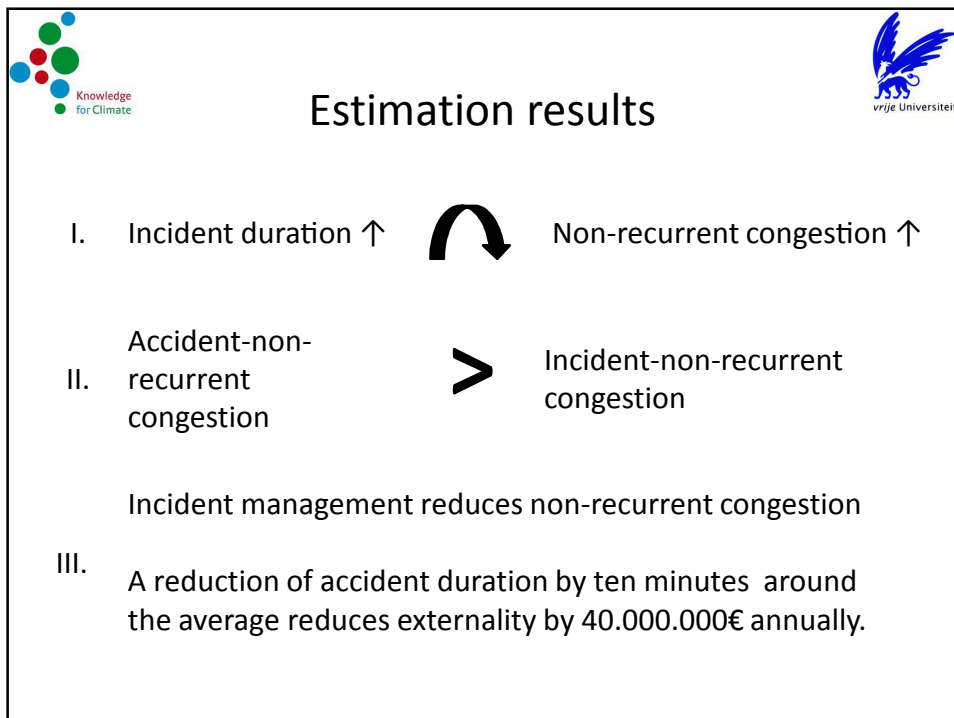 Knowledge
for Climate
vrije Universiteit
Estimation results
I. Incident duration ↑ Non-recurrent congestion ↑
Accident-non-
II. recurrent
congestion
>
Incident-non-recurrent
congestion
Incident management reduces non-recurrent congestion
III.
A reduction of accident duration by ten minutes around
the average reduces externality by 40.000.000€ annually.